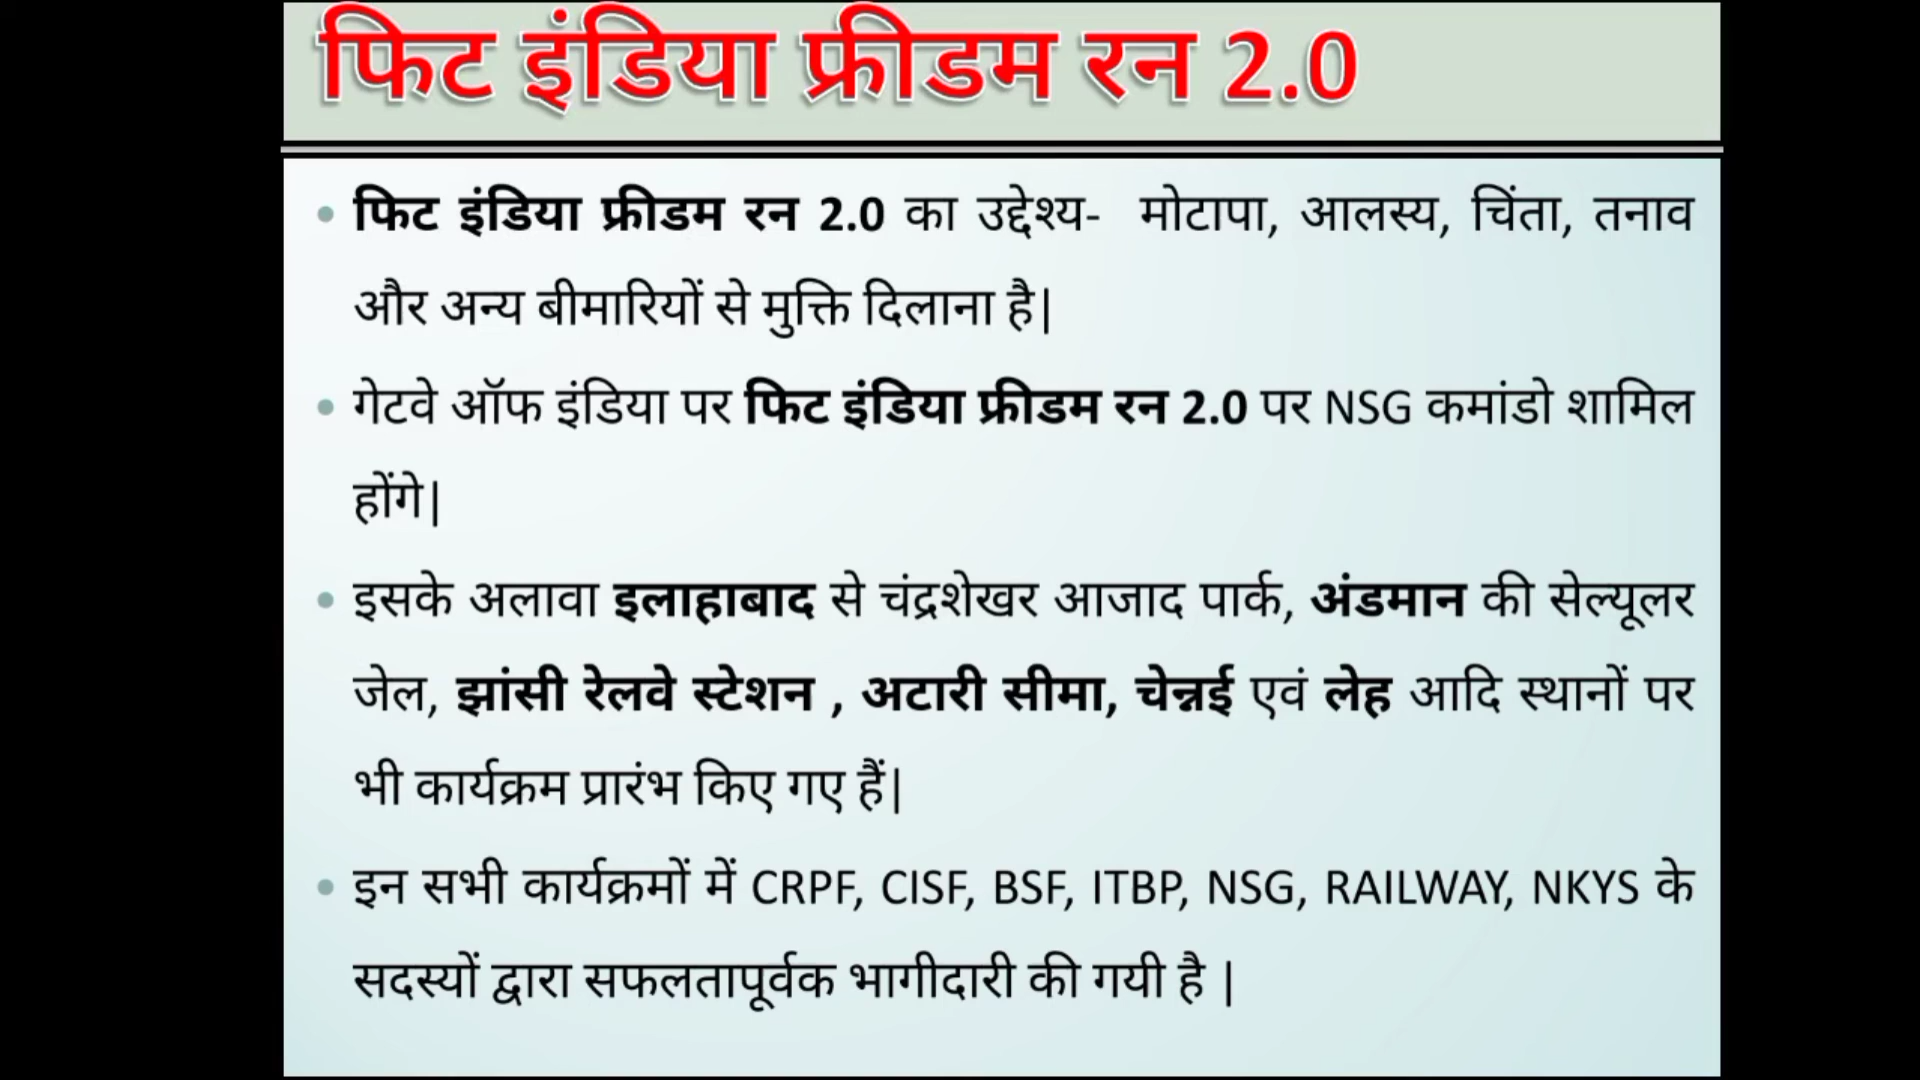 फिट इंडिया फ्रीडम रन 2.0
• फिट इंडिया फ्रीडम रन 2.0 का उद्देश्य- मोटापा, आलस्य, चिंता, तनाव
और अन्य बीमारियों से मुक्ति दिलाना है|
• गेटवे ऑफ इंडिया पर फिट इंडिया फ्रीडम रन 2.0 पर NSG कमांडो शामिल
होंगे|
• इसके अलावा इलाहाबाद से चंद्रशेखर आजाद पार्क, अंडमान की सेल्यूलर
जेल, झांसी रेलवे स्टेशन , अटारी सीमा, चेन्नई एवं लेह आदि स्थानों पर
भी कार्यक्रम प्रारंभ किए गए हैं|
• इन सभी कार्यक्रमों में CRPF, CISF, BSF, ITBP, NSG, RAILWAY, NKYS के
सदस्यों द्वारा सफलतापूर्वक भागीदारी की गयी है |